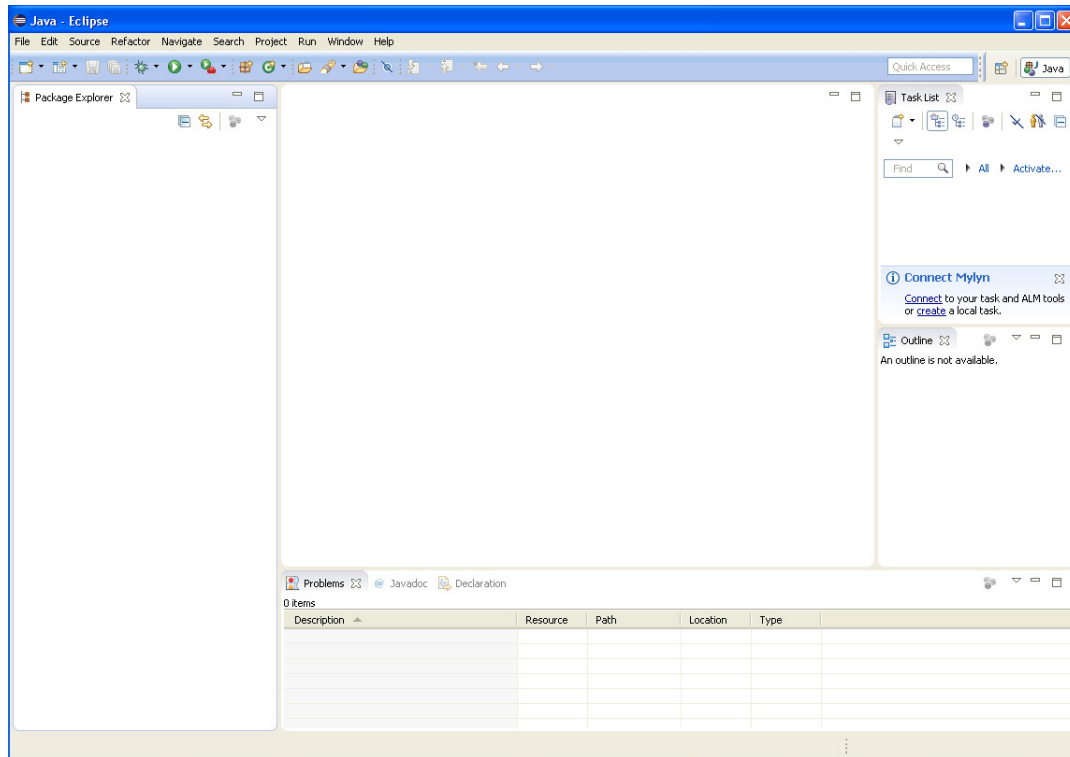 Java - Eclipse
File Edit Source Refactor Navigate Search Project Run Window Help
Quick Access
Java
Package Explorer
Task List
Find
All
Activate...
Connect Mylyn
Connect to your task and ALM tools
or create a local task.
Outline
An outline is not available.
Problems @ Javadoc Declaration
0 items
Description Resource Path Location Type